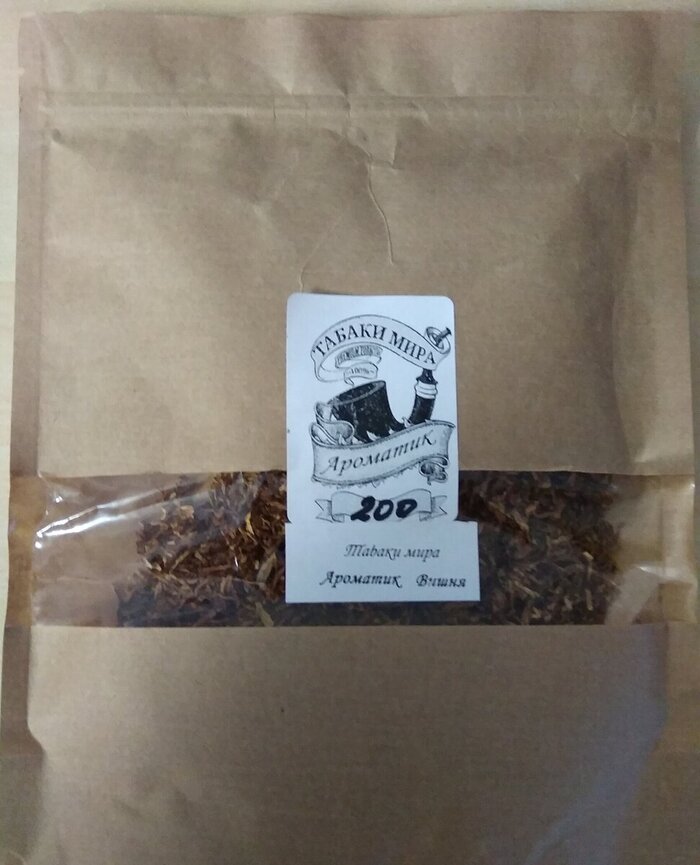 ТАБАКИ МИРА
100%
Ароматик
200
Табаки мира
Ароматик Вишня